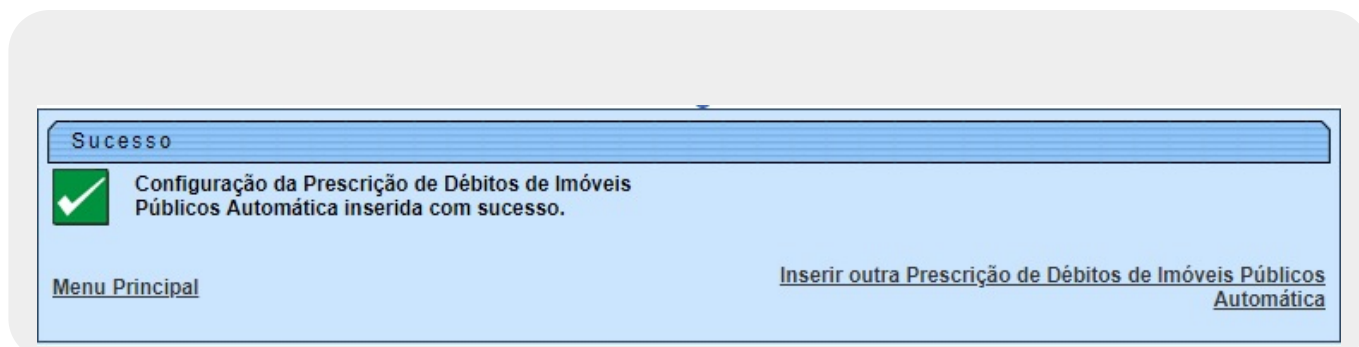 Sucesso
Configuração da Prescrição de Débitos de Imóveis
Públicos Automática inserida com sucesso.
Menu Principal
Inserir outra Prescrição de Débitos de Imóveis Públicos
Automática